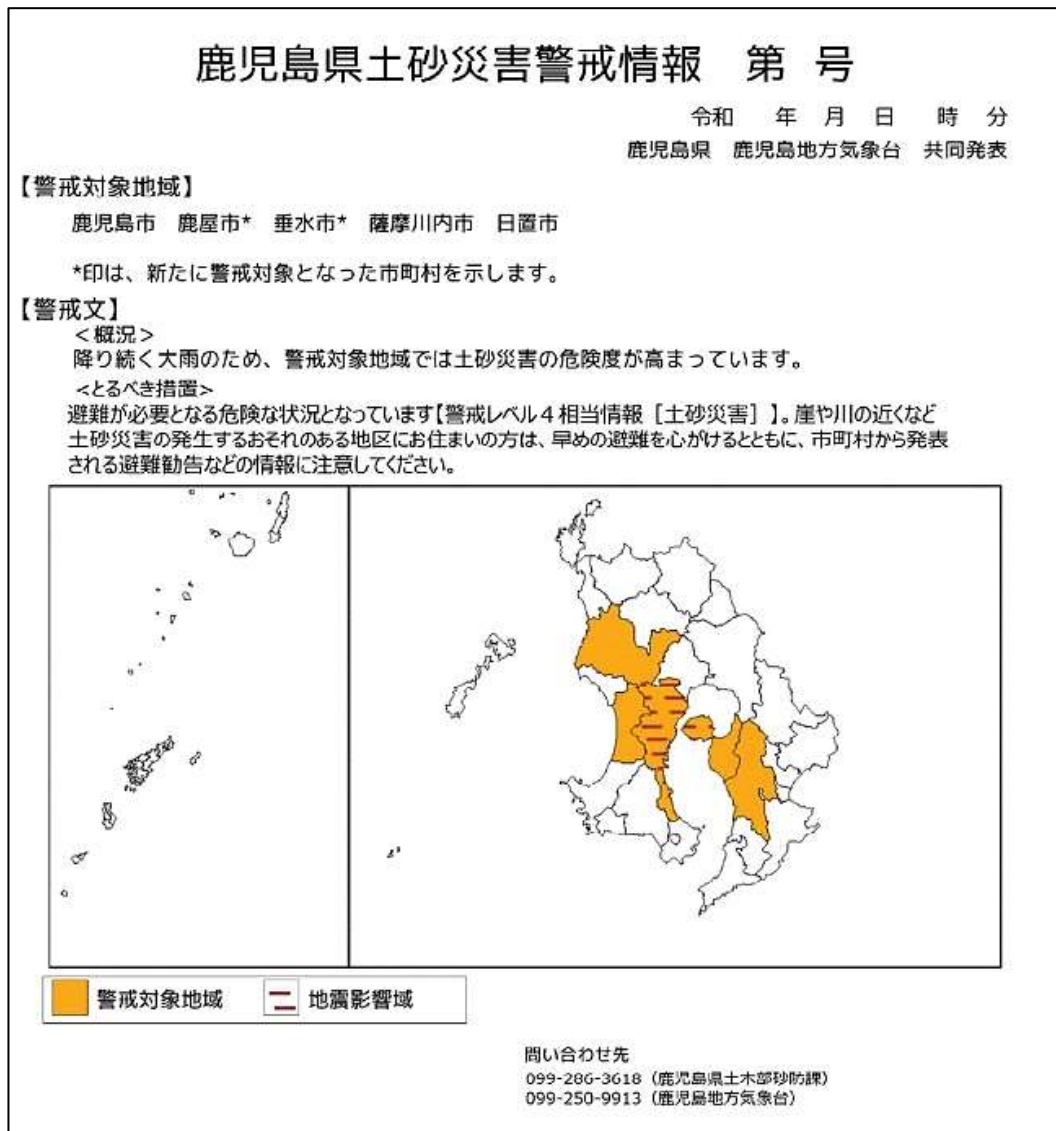 鹿児島県土砂災害警戒情報 第 号
令和 年 月 日 時 分
鹿児島県 鹿児島地方気象台 共同発表
【警戒対象地域】
鹿児島市 鹿屋市* 垂水市* 薩摩川内市 日置市
*印は、新たに警戒対象となった市町村を示します。
【警戒文】
＜概況＞
降り続く大雨のため、警戒対象地域では土砂災害の危険度が高まっています。
＜とるべき措置＞
避難が必要となる危険な状況となっています【警戒レベル４相当情報［土砂災害］】。崖や川の近くなど
土砂災害の発生するおそれのある地区にお住まいの方は、早めの避難を心がけるとともに、市町村から発表
される避難勧告などの情報に注意してください。
警戒対象地域 地震影響域
問い合わせ先
099-286-3618（鹿児島県土木部砂防課）
099-250-9913（鹿児島地方気象台）